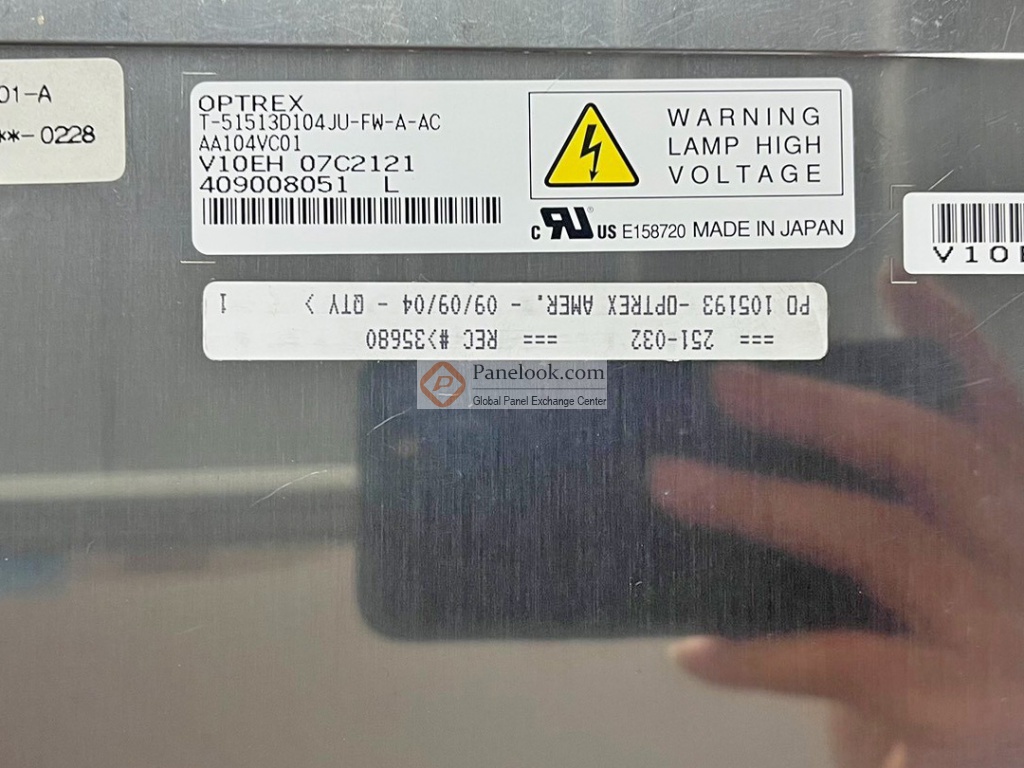 01-A
**-0228
OPTREX
T-51513D104JU-FW-A-AC
AA104VC01
V10EH 07C2121
409008051 L
WARNING
LAMP HIGH
VOLTAGE
c RU US E158720 MADE IN JAPAN
V10
PO 105193 -OPTREX AMER. - 09/09/04 - QTY > 1
=== 251-032 === REC #>35680
Panelook.com
Global Panel Exchange Center